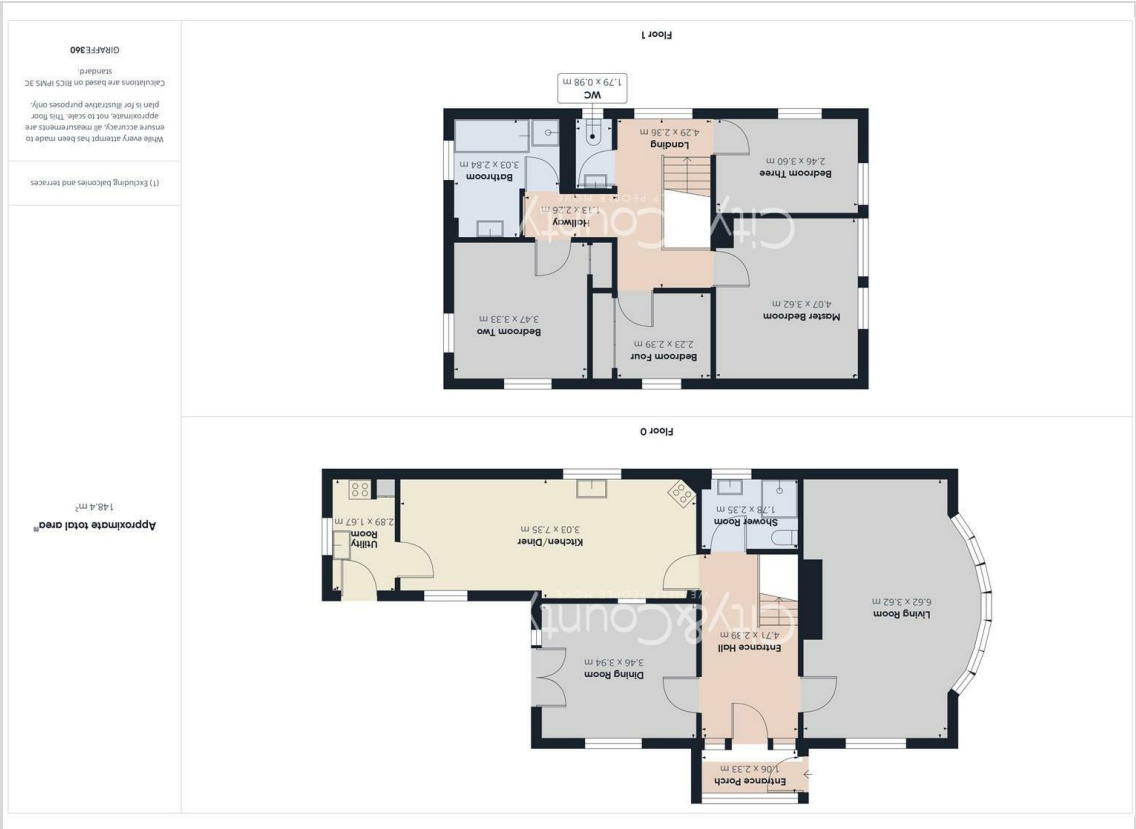 Entrance Porch
1.06 x 2.33 m
Dining Room
3.46 x 3.94 m
Entrance Hall
4.71 x 2.39 m
Living Room
6.62 x 3.62 m
City&County
Utility
Room
2.89 x 1.67 m
Kitchen/Diner
3.03 x 7.35 m
Shower Room
1.78 x 2.35 m
Floor 0
Bedroom Four
2.23 x 2.39 m
Bedroom Two
3.47 x 3.33 m
Master Bedroom
4.07 x 3.62 m
City&County
Hallway
1.13 x 2.26 m
Bathroom
3.03 x 2.84 m
Landing
4.29 x 2.36 m
Bedroom Three
2.46 x 3.60 m
WC
1.79 x 0.98 m
Floor 1
Approximate total area⁽¹⁾
148.4 m²
(1) Excluding balconies and terraces
While every attempt has been made to
ensure accuracy, all measurements are
approximate, not to scale. This floor
plan is for illustrative purposes only.
Calculations are based on RICS IPMS 3C
standard.
GIRAFFE360